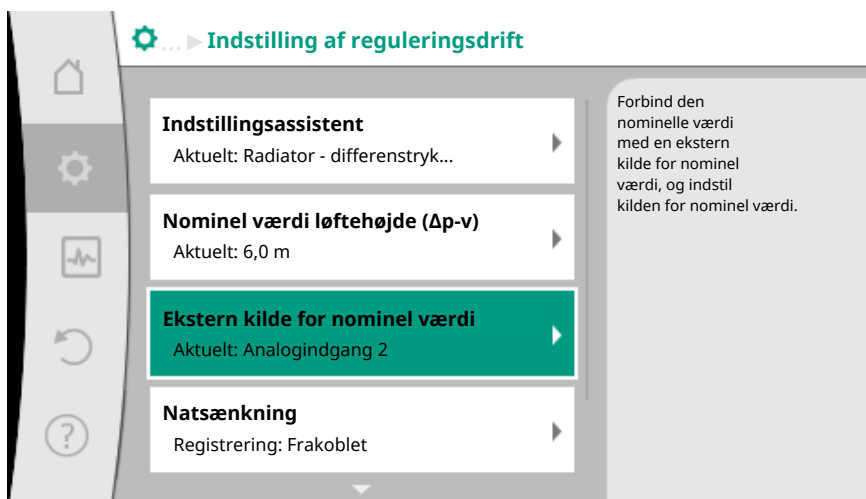 ... Indstilling af reguleringsdrift
Indstillingsassistent
Aktuelt: Radiator - differenstryk...
Nominel værdi løftehøjde (Δp-v)
Aktuelt: 6,0 m
Ekstern kilde for nominel værdi
Aktuelt: Analogindgang 2
Natsænkning
Registrering: Frakoblet
Forbind den
nominelle værdi
med en ekstern
kilde for nominel
værdi, og indstil
kilden for nominel værdi.
?